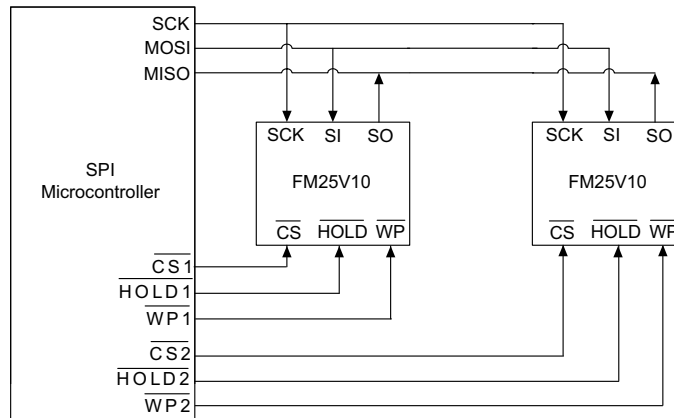 SCK
MOSI
MISO
SCK SI SO
SCK SI SO
SPI
Microcontroller
FM25V10
FM25V10
CS HOLD WP
CS HOLD WP
CS1
HOLD1
WP1
CS2
HOLD2
WP2